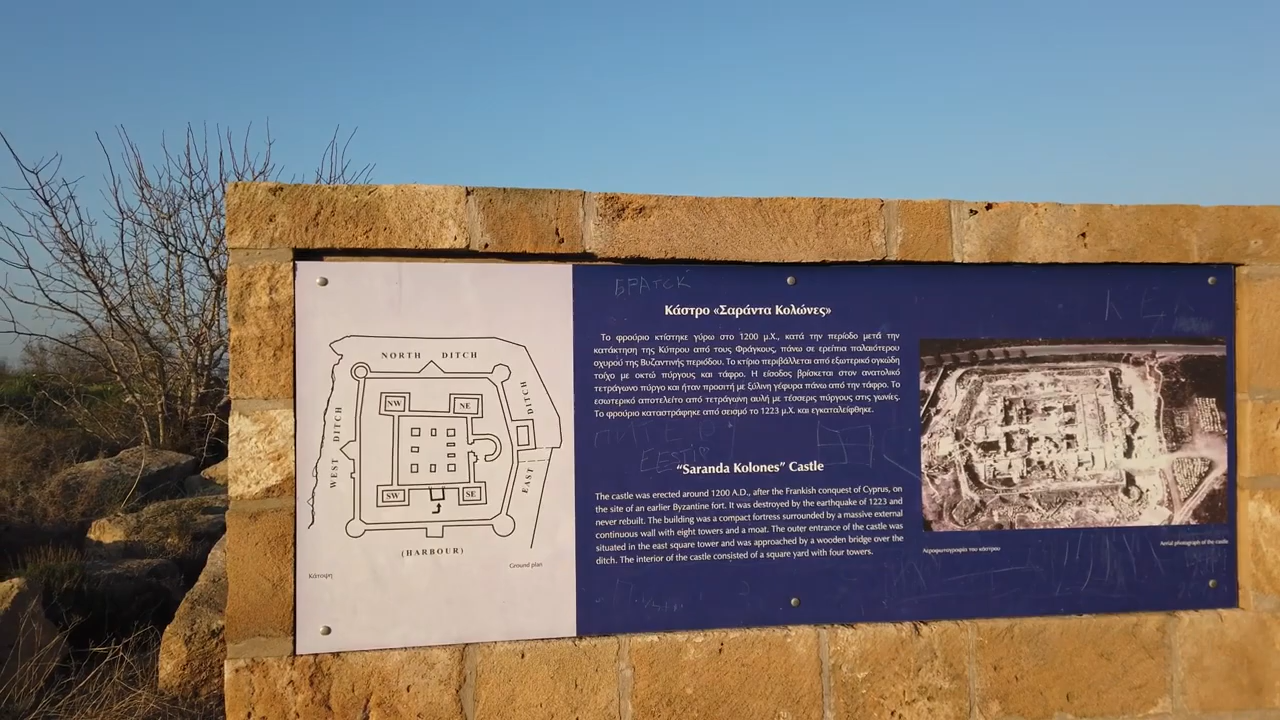 NORTH DITCH
WEST DITCH
EAST DITCH
NW
NE
SW
SE
(HARBOUR)
Κάτοψη
Ground plan
БРАТСК
Κάστρο «Σαράντα Κολώνες»
Το φρούριο κτίστηκε γύρω στο 1200 μ.Χ., κατά την περίοδο μετά την
κατάκτηση της Κύπρου από τους Φράγκους, πάνω σε ερείπια παλαιότερου
οχυρού της Βυζαντινής περιόδου. Το κτίριο περιβάλλεται από εξωτερικό ογκώδη
τοίχο με οκτώ πύργους και τάφρο. Η είσοδος βρίσκεται στον ανατολικό
τετράγωνο πύργο και ήταν προσιτή με ξύλινη γέφυρα πάνω από την τάφρο. Το
εσωτερικό αποτελείτο από τετράγωνη αυλή με τέσσερις πύργους στις γωνίες.
Το φρούριο καταστράφηκε από σεισμό το 1223 μ.Χ. και εγκαταλείφθηκε.
“Saranda Kolones” Castle
The castle was erected around 1200 A.D., after the Frankish conquest of Cyprus, on
the site of an earlier Byzantine fort. It was destroyed by the earthquake of 1223 and
never rebuilt. The building was a compact fortress surrounded by a massive external
continuous wall with eight towers and a moat. The outer entrance of the castle was
situated in the east square tower and was approached by a wooden bridge over the
ditch. The interior of the castle consisted of a square yard with four towers.
Αεροφωτογραφία του κάστρου
Aerial photograph of the castle